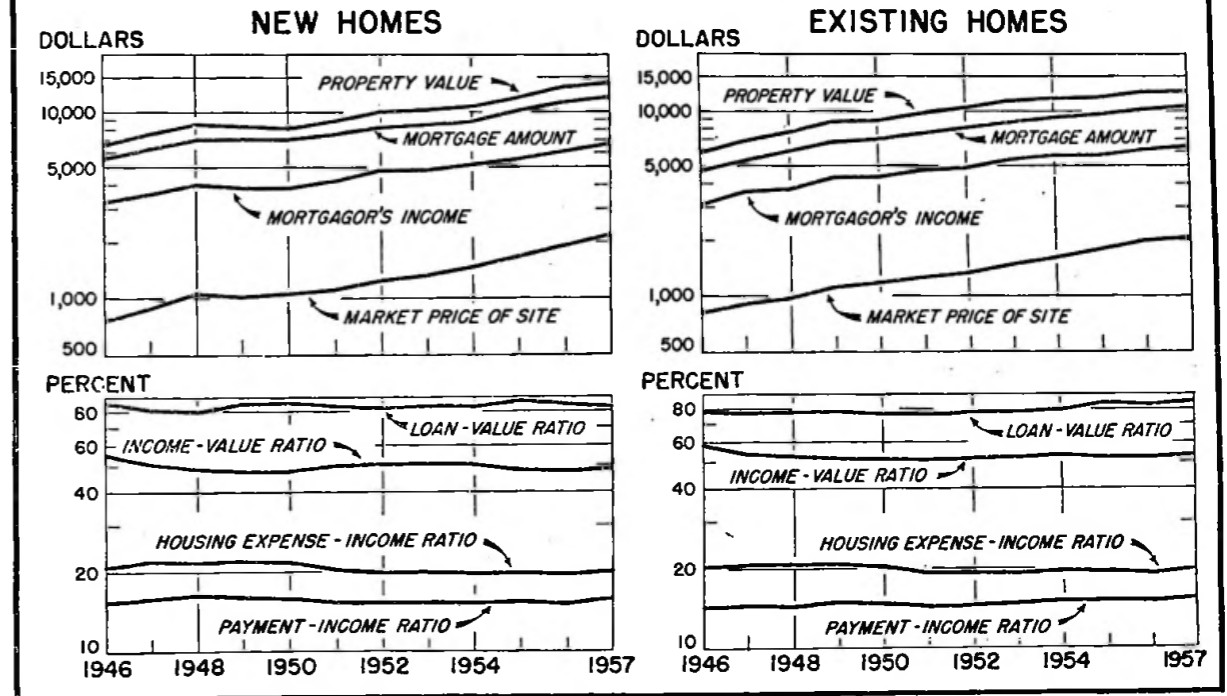 NEW HOMES
DOLLARS
15,000
10,000
5,000
1,000
500
PROPERTY VALUE
MORTGAGE AMOUNT
MORTGAGOR'S INCOME
MARKET PRICE OF SITE
PERCENT
80
60
40
20
10
LOAN - VALUE RATIO
INCOME - VALUE RATIO
HOUSING EXPENSE - INCOME RATIO
PAYMENT - INCOME RATIO
1946 1948 1950 1952 1954 1957
EXISTING HOMES
DOLLARS
15,000
10,000
5,000
1,000
500
PROPERTY VALUE
MORTGAGE AMOUNT
MORTGAGOR'S INCOME
MARKET PRICE OF SITE
PERCENT
80
60
40
20
10
LOAN - VALUE RATIO
INCOME - VALUE RATIO
HOUSING EXPENSE - INCOME RATIO
PAYMENT - INCOME RATIO
1946 1948 1950 1952 1954 1957